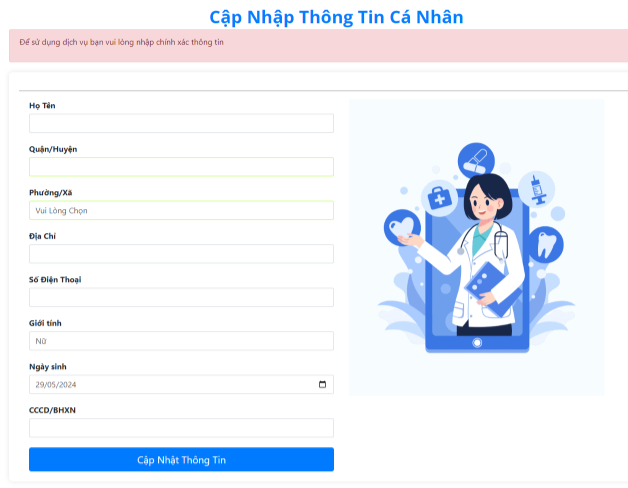 Cập Nhập Thông Tin Cá Nhân
Để sử dụng dịch vụ bạn vui lòng nhập chính xác thông tin
Họ Tên
Quận/Huyện
Phường/Xã
Vui Lòng Chọn
Địa Chỉ
Số Điện Thoại
Giới tính
Nữ
Ngày sinh
29/05/2024
CCCD/BHXN
Cập Nhật Thông Tin